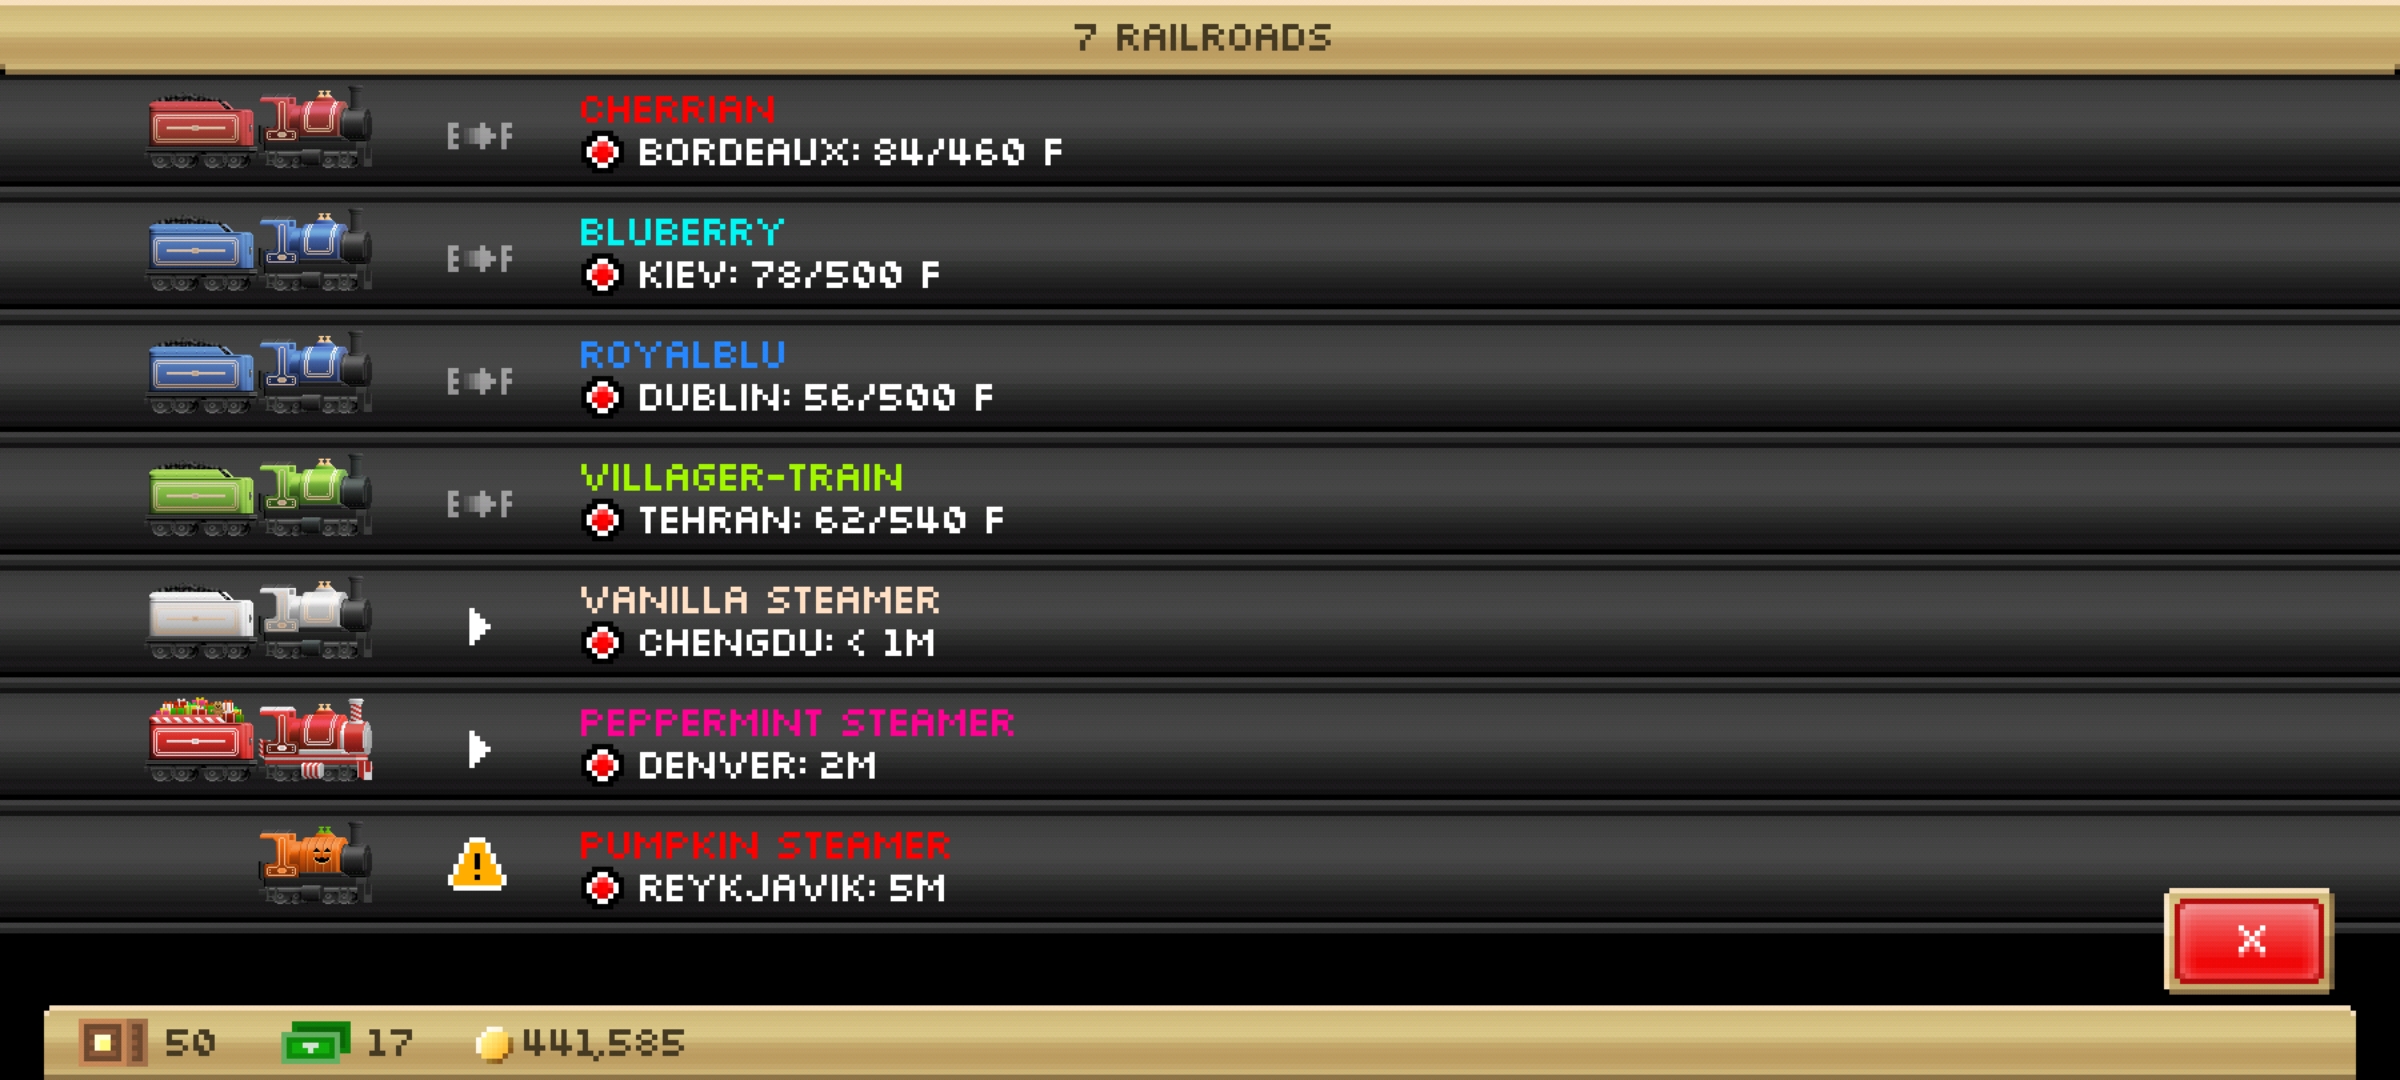 7 RAILROADS
CHERRIAN
E F
BORDEAUX: 84/460 F
BLUBERRY
E F
KIEV: 78/500 F
ROYALBLU
E F
DUBLIN: 56/500 F
VILLAGER-TRAIN
E F
TEHRAN: 62/540 F
VANILLA STEAMER
CHENGDU: < 1M
PEPPERMINT STEAMER
DENVER: 2M
PUMPKIN STEAMER
!
REYKJAVIK: 5M
X
50 17 441,585